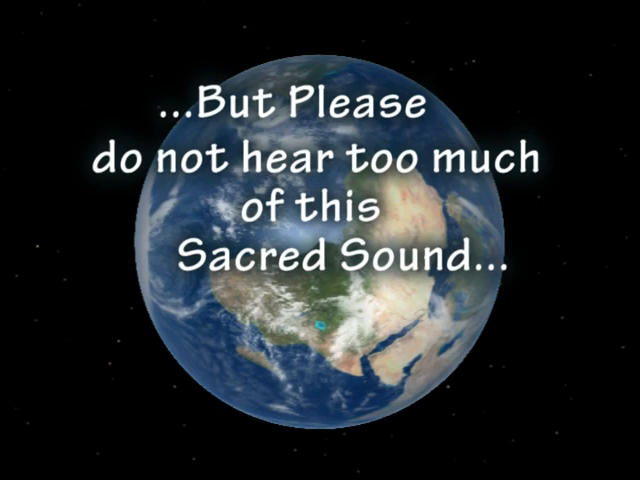 ...But Please
do not hear too much
of this
Sacred Sound...